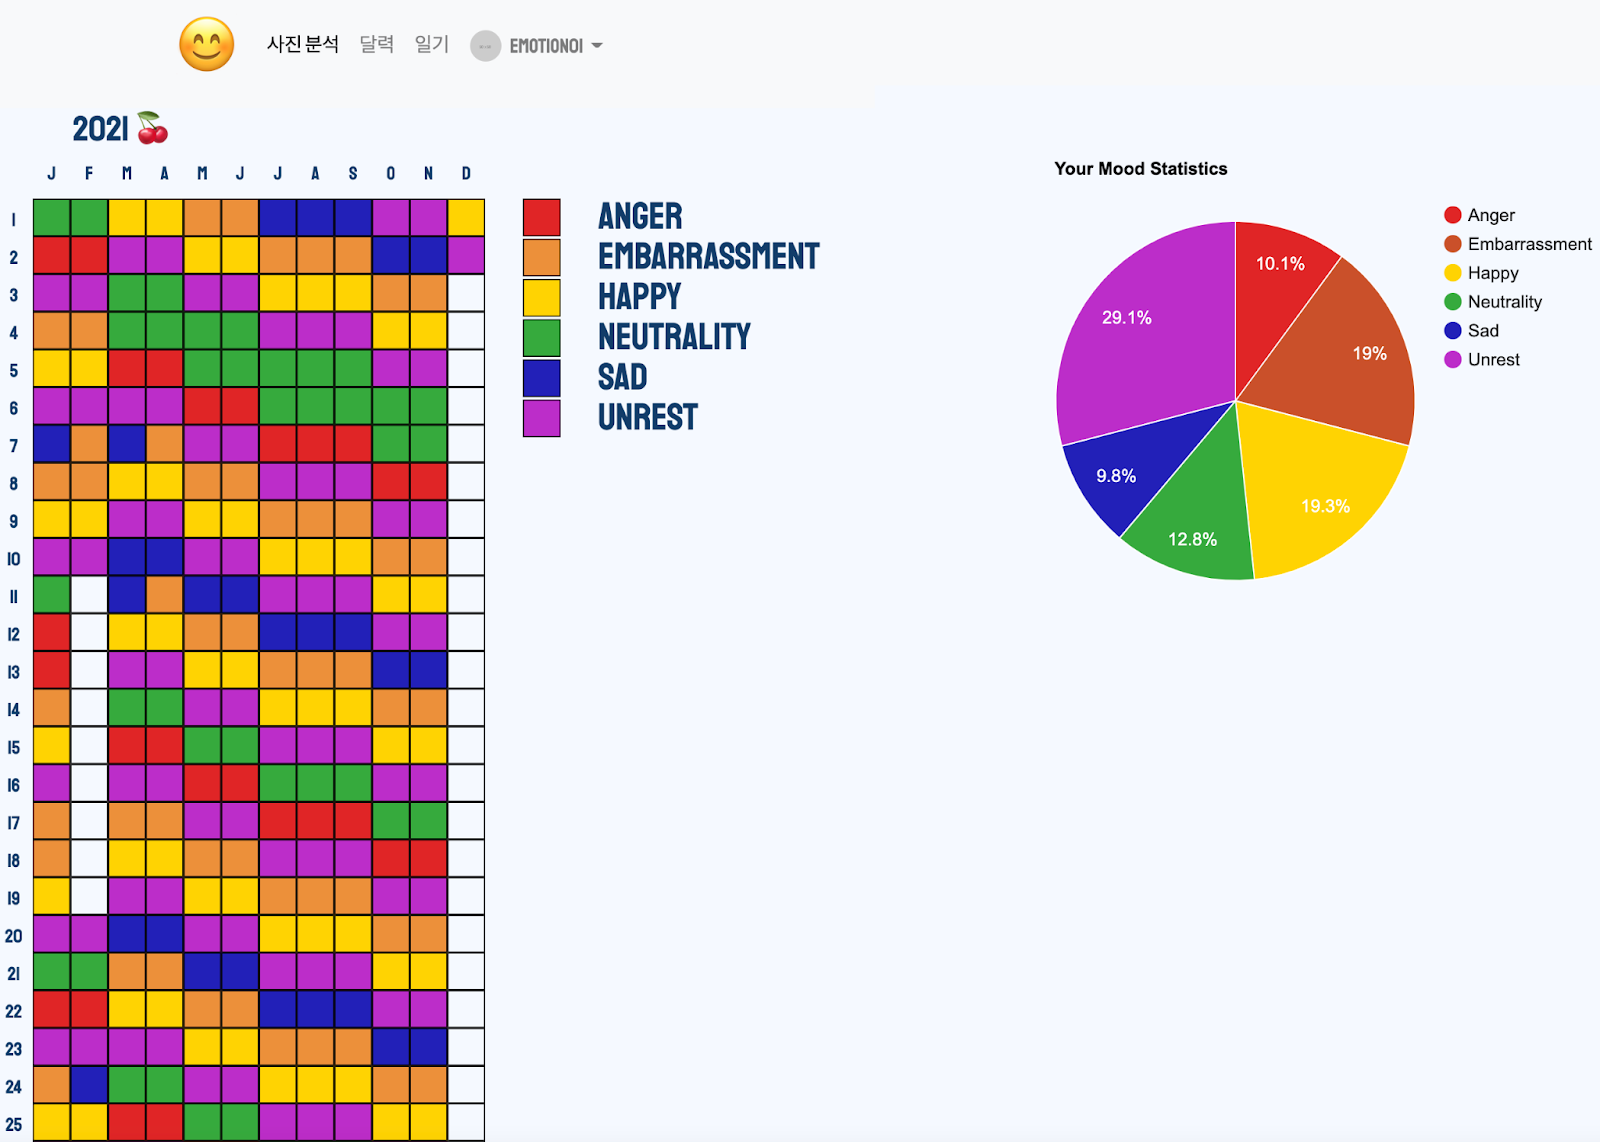 사진 분석 달력 일기 EMOTIONOI
2021
J F M A M J J A S O N D
1
2
3
4
5
6
7
8
9
10
11
12
13
14
15
16
17
18
19
20
21
22
23
24
25
ANGER
EMBARRASSMENT
HAPPY
NEUTRALITY
SAD
UNREST
Your Mood Statistics
10.1%
19%
19.3%
12.8%
9.8%
29.1%
Anger
Embarrassment
Happy
Neutrality
Sad
Unrest